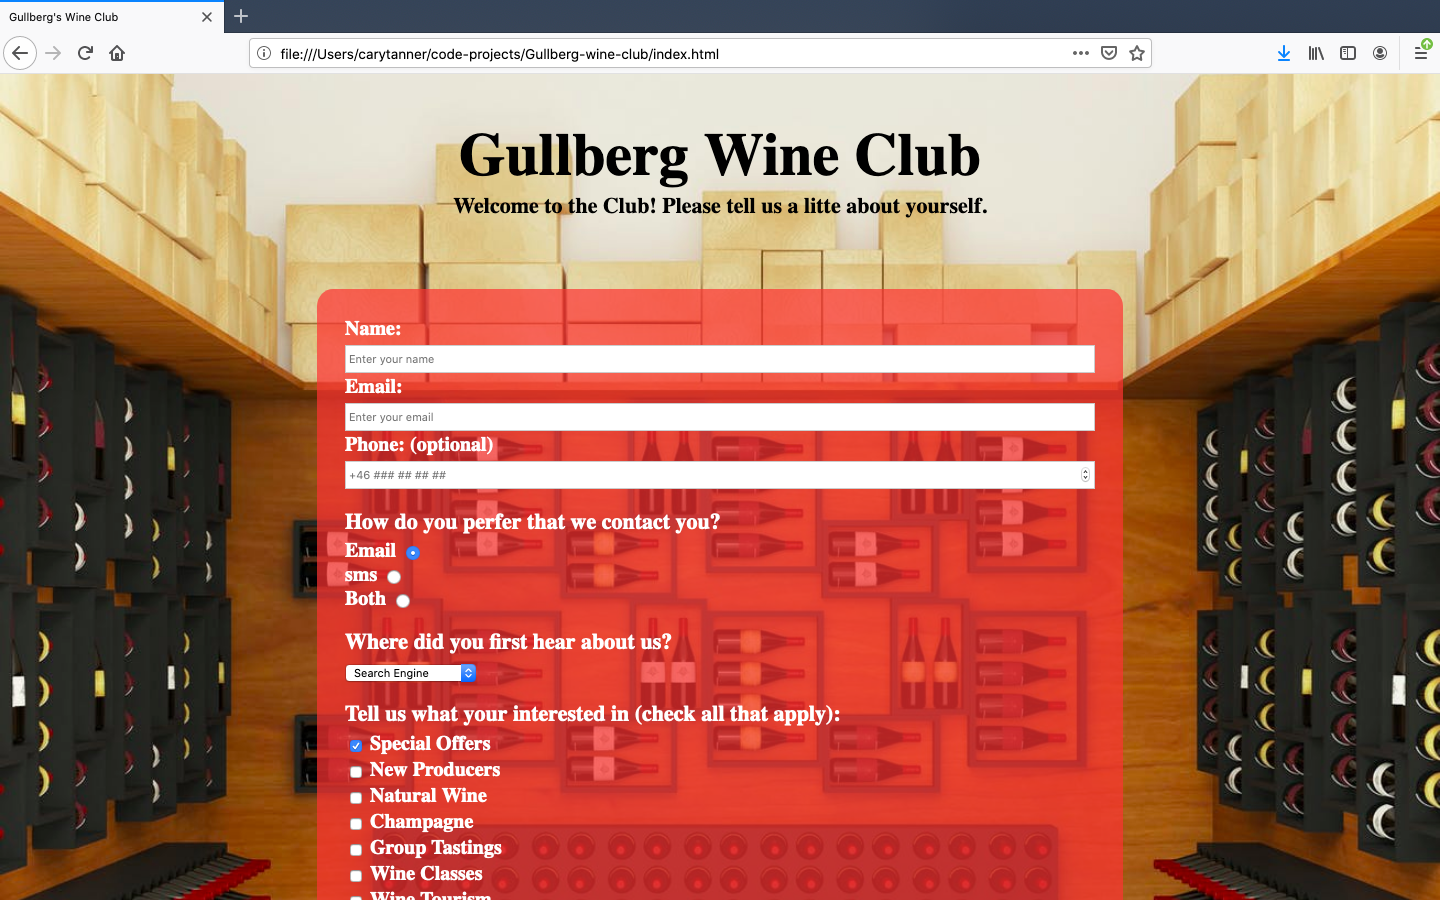 Gullberg's Wine Club
file:///Users/carytanner/code-projects/Gullberg-wine-club/index.html
Gullberg Wine Club
Welcome to the Club! Please tell us a litte about yourself.
Name:
Enter your name
Email:
Enter your email
Phone: (optional)
+46 ### ## ## ##
How do you perfer that we contact you?
Email
sms
Both
Where did you first hear about us?
Search Engine
Tell us what your interested in (check all that apply):
Special Offers
New Producers
Natural Wine
Champagne
Group Tastings
Wine Classes
Wine Tourism